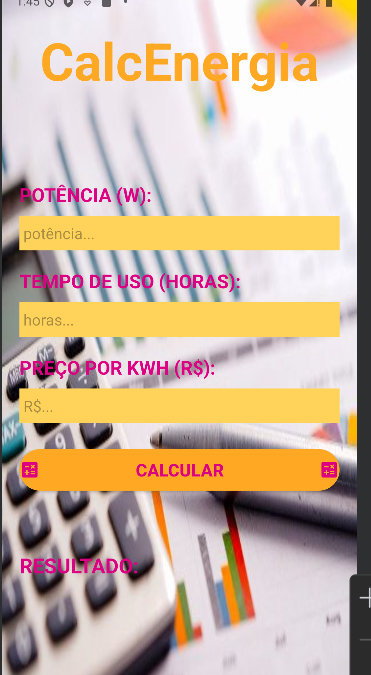 1:45
CalcEnergia
POTÊNCIA (W):
potência...
TEMPO DE USO (HORAS):
horas...
PREÇO POR KWH (R$):
R$...
CALCULAR
RESULTADO: